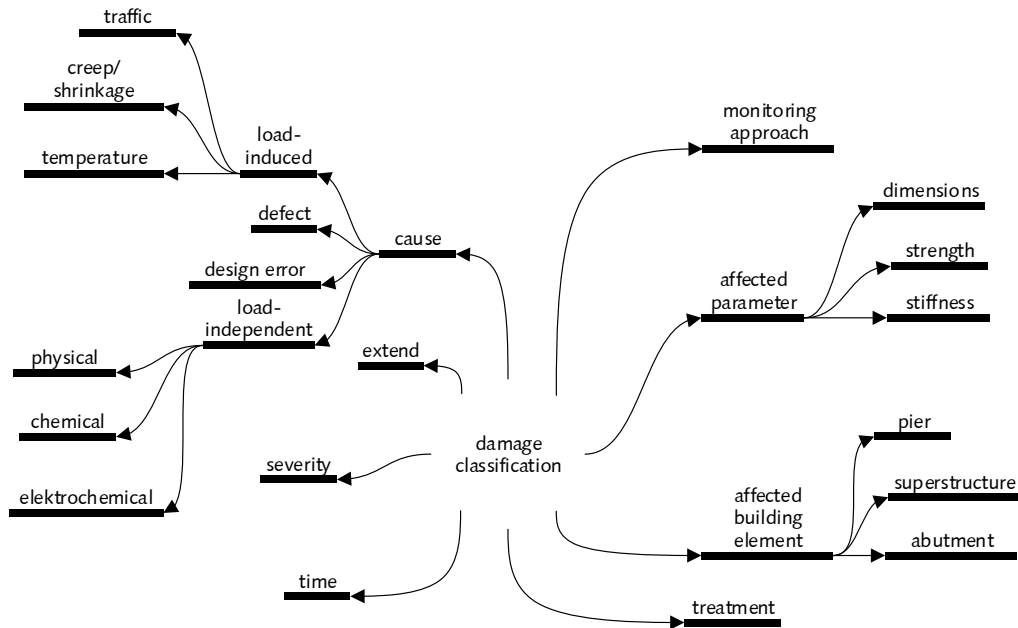 traffic
creep/
shrinkage
temperature
load-
induced
defect
design error
load-
independent
cause
physical
chemical
elektrochemical
extend
severity
time
damage
classification
monitoring
approach
affected
parameter
dimensions
strength
stiffness
affected
building
element
pier
superstructure
abutment
treatment